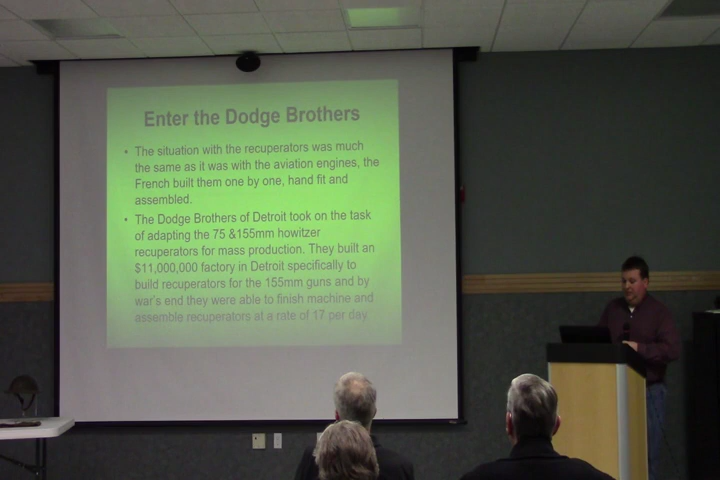 Enter the Dodge Brothers
• The situation with the recuperators was much
the same as it was with the aviation engines, the
French built them one by one, hand fit and
assembled.
• The Dodge Brothers of Detroit took on the task
of adapting the 75 &155mm howitzer
recuperators for mass production. They built an
$11,000,000 factory in Detroit specifically to
build recuperators for the 155mm guns and by
war's end they were able to finish machine and
assemble recuperators at a rate of 17 per day